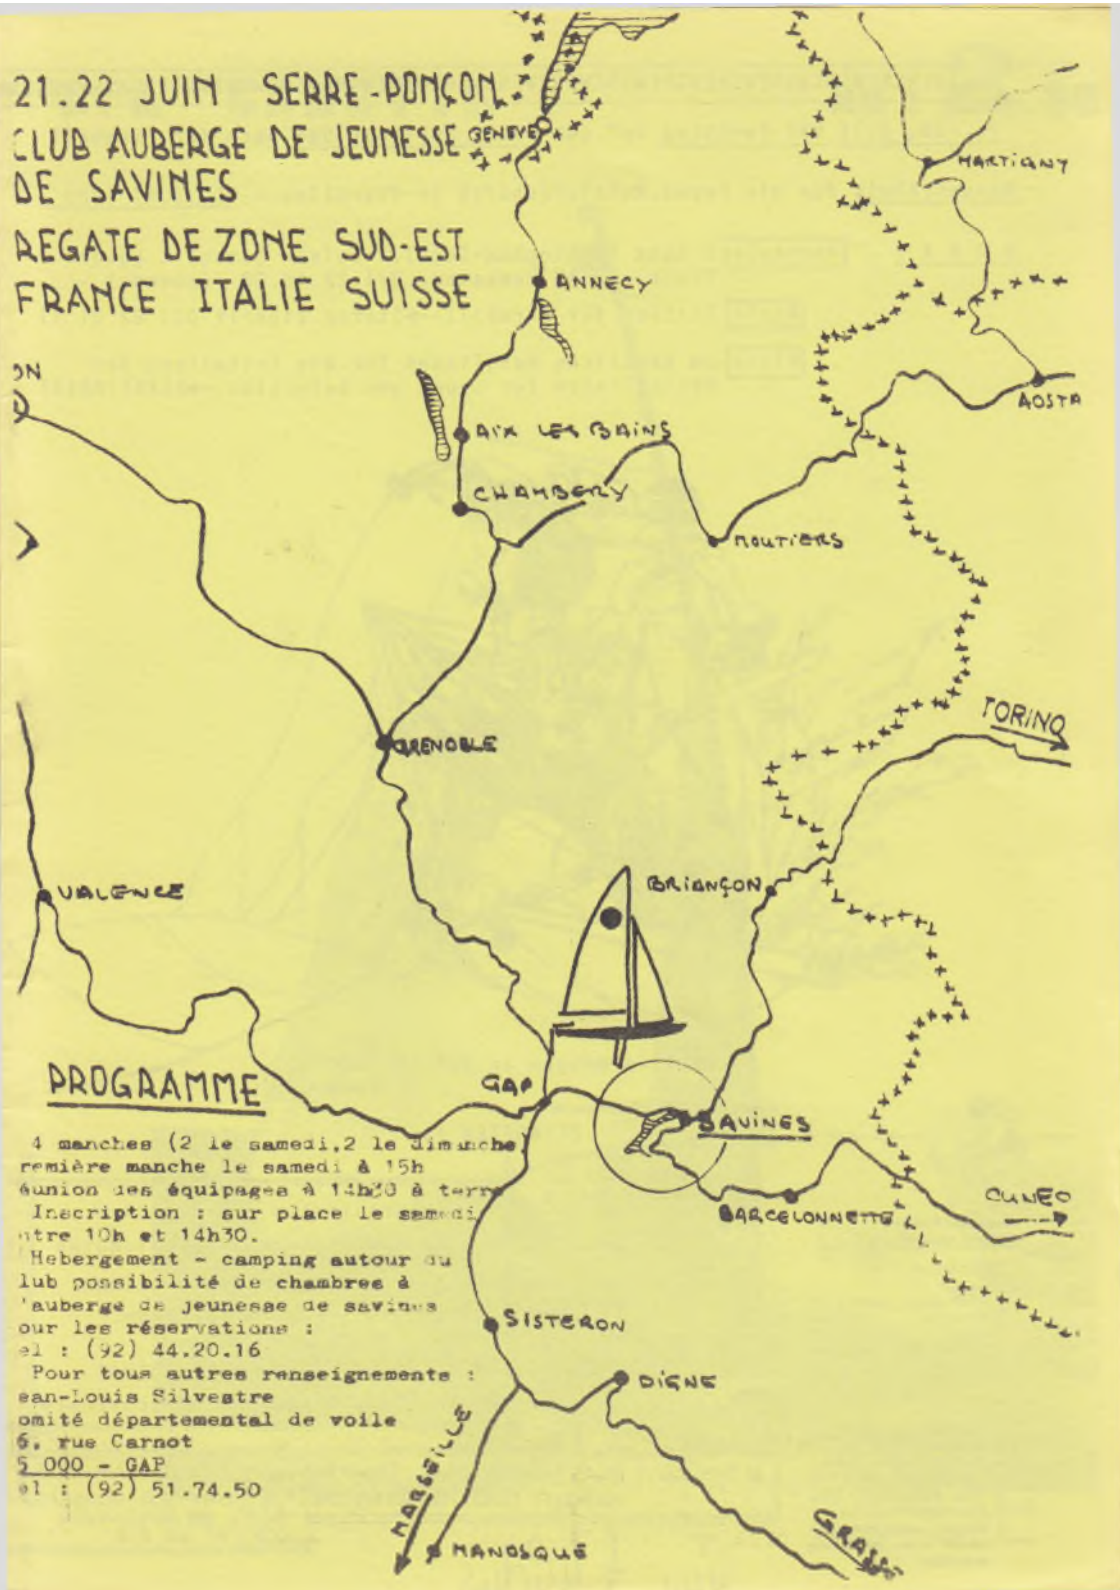 21.22 JUIN SERRE-PONÇON
CLUB AUBERGE DE JEUNESSE
DE SAVINES
REGATE DE ZONE SUD-EST
FRANCE ITALIE SUISSE
GENEVE
MARTIGNY
ANNECY
ON
AOSTA
AIX LES BAINS
CHAMBERY
MOUTIERS
TORINO
GRENOBLE
BRIANÇON
VALENCE
GAP
SAVINES
BARCELONNETTE
CUNEO
PROGRAMME
4 manches (2 le samedi,2 le dimanche)
remière manche le samedi à 15h
éunion des équipages à 14h30 à terre
Inscription : sur place le samedi
ntre 10h et 14h30.
Hebergement - camping autour du
lub possibilité de chambres à
'auberge de jeunesse de savines
our les réservations :
el : (92) 44.20.16
Pour tous autres renseignements :
ean-Louis Silvestre
omité départemental de voile
6, rue Carnot
5 000 - GAP
el : (92) 51.74.50
SISTERON
DIGNE
MARSEILLE
MANOSQUE
GRASSE